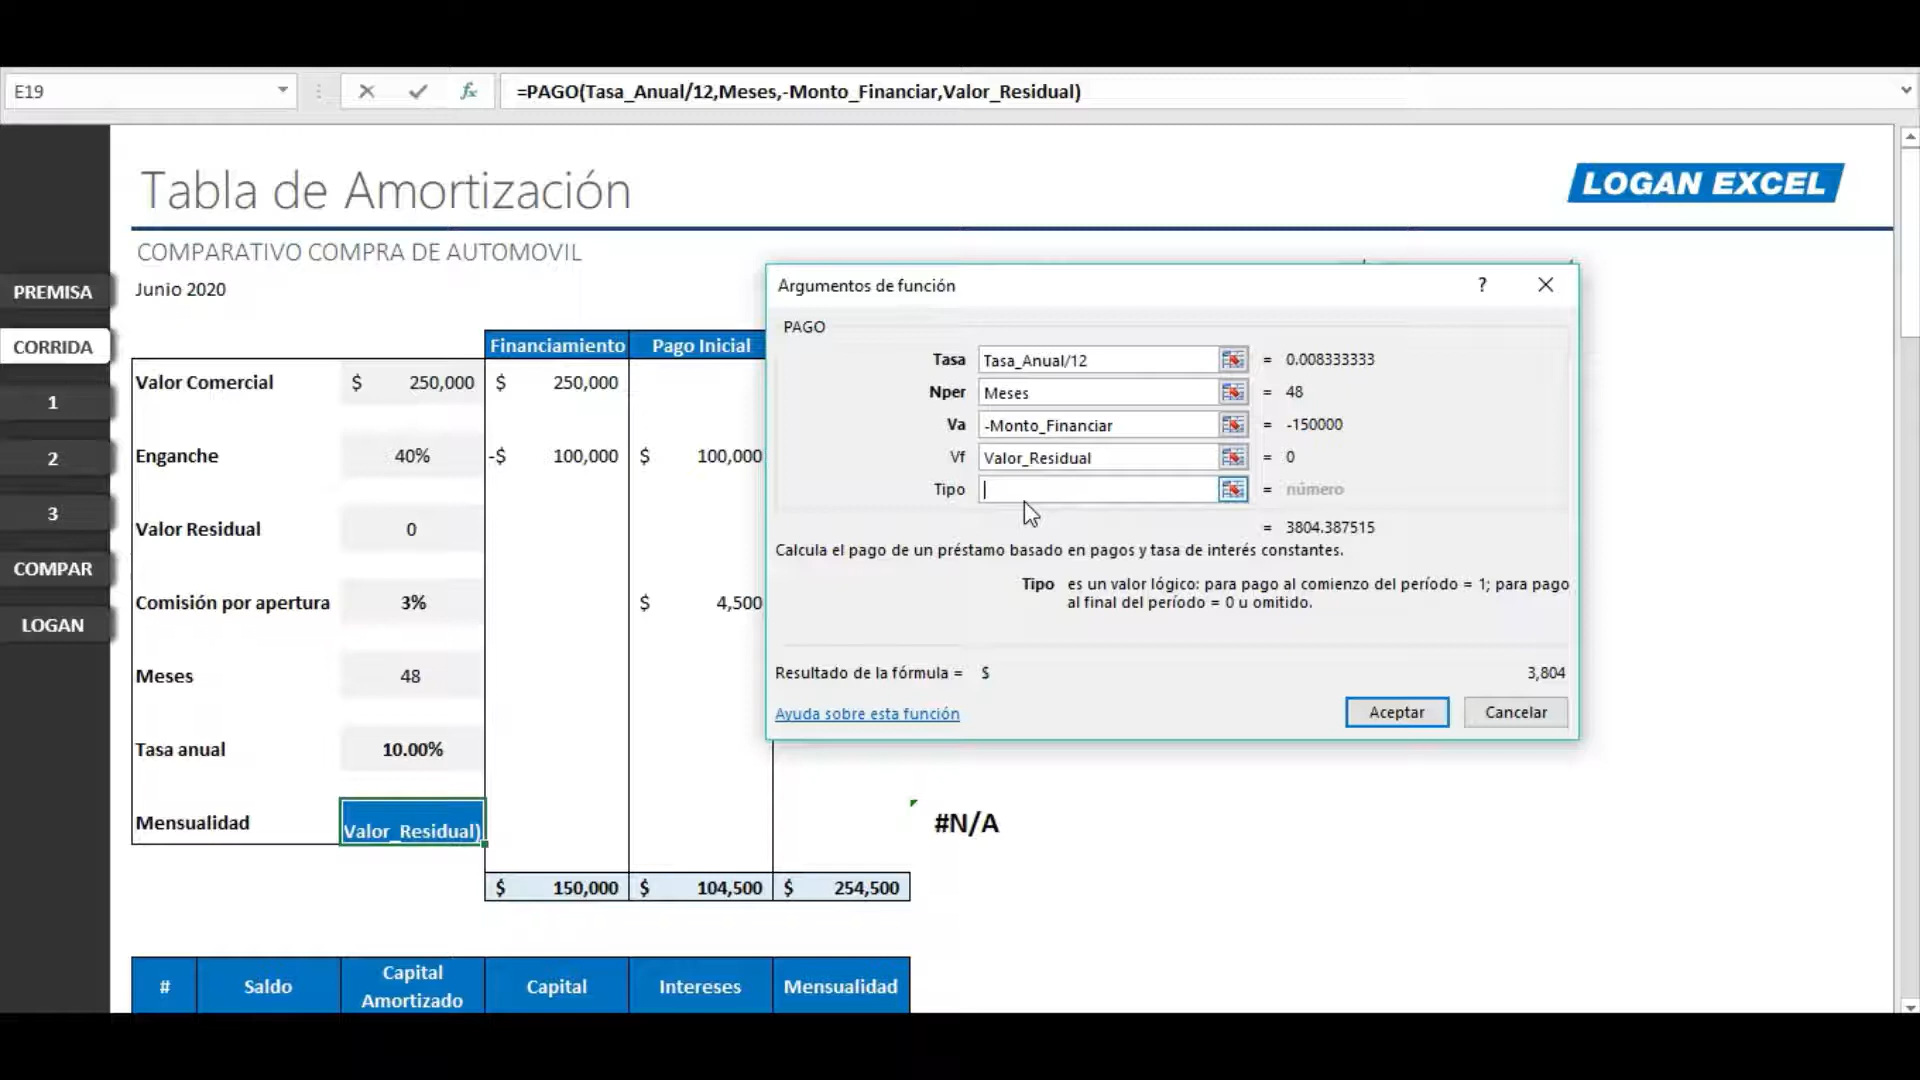 E19
=PAGO(Tasa_Anual/12,Meses,-Monto_Financiar,Valor_Residual)
Tabla de Amortización
LOGAN EXCEL
COMPARATIVO COMPRA DE AUTOMOVIL
Junio 2020
PREMISA
CORRIDA
1
2
3
COMPAR
LOGAN
Financiamiento Pago Inicial
Valor Comercial $ 250,000 $ 250,000
Enganche 40% -$ 100,000 $ 100,000
Valor Residual 0
Comisión por apertura 3% $ 4,500
Meses 48
Tasa anual 10.00%
Mensualidad Valor_Residual) #N/A
$ 150,000 $ 104,500 $ 254,500
# Saldo Capital Amortizado Capital Intereses Mensualidad
Argumentos de función ?
PAGO
Tasa Tasa_Anual/12 = 0.008333333
Nper Meses = 48
Va -Monto_Financiar = -150000
Vf Valor_Residual = 0
Tipo = número
= 3804.387515
Calcula el pago de un préstamo basado en pagos y tasa de interés constantes.
Tipo es un valor lógico: para pago al comienzo del período = 1; para pago
al final del período = 0 u omitido.
Resultado de la fórmula = $ 3,804
Ayuda sobre esta función
Aceptar Cancelar